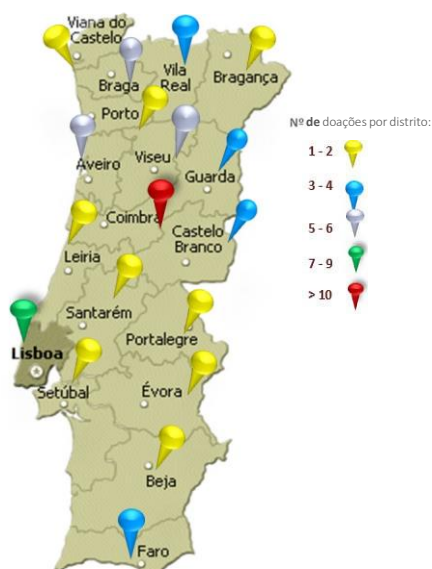 Viana do
Castelo
Braga
Vila
Real
Bragança
Porto
Nº de doações por distrito:
1 - 2
3 - 4
5 - 6
7 - 9
> 10
Aveiro
Viseu
Guarda
Coimbra
Castelo
Branco
Leiria
Santarém
Portalegre
Lisboa
Setúbal
Évora
Beja
Faro